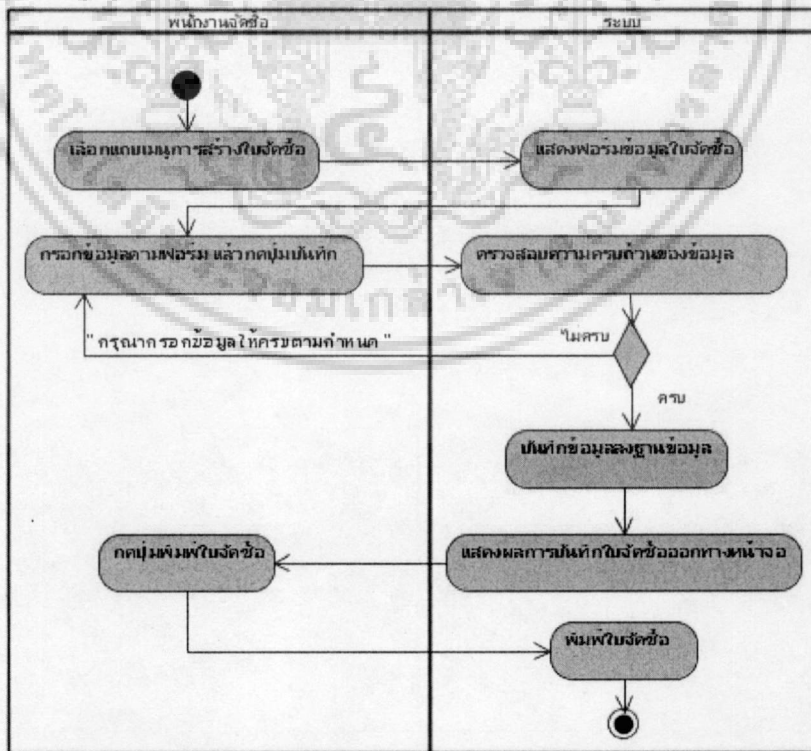 พนักงานจัดซื้อ
ระบบ
เลือกแถบเมนูการสร้างใบจัดซื้อ
แสดงฟอร์มข้อมูลใบจัดซื้อ
กรอกข้อมูลตามฟอร์ม แล้วกดปุ่มบันทึก
ตรวจสอบความครบถ้วนของข้อมูล
" กรุณากรอกข้อมูลให้ครบตามกำหนด "
ไม่ครบ
ครบ
บันทึกข้อมูลลงฐานข้อมูล
กดปุ่มพิมพ์ใบจัดซื้อ
แสดงผลการบันทึกใบจัดซื้อออกทางหน้าจอ
พิมพ์ใบจัดซื้อ